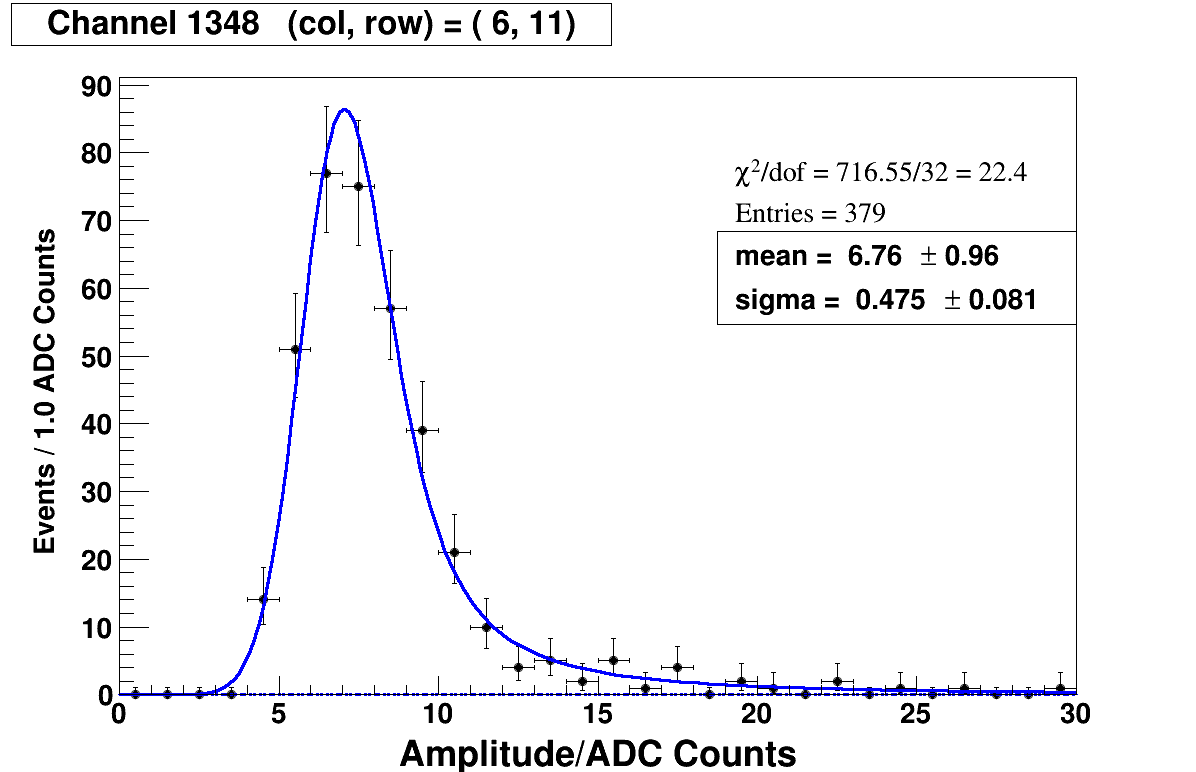 Channel 1348 (col, row) = ( 6, 11)
90
80
70
60
50
40
30
20
10
0
Events / 1.0 ADC Counts
χ²/dof = 716.55/32 = 22.4
Entries = 379
mean = 6.76 ± 0.96
sigma = 0.475 ± 0.081
0 5 10 15 20 25 30
Amplitude/ADC Counts